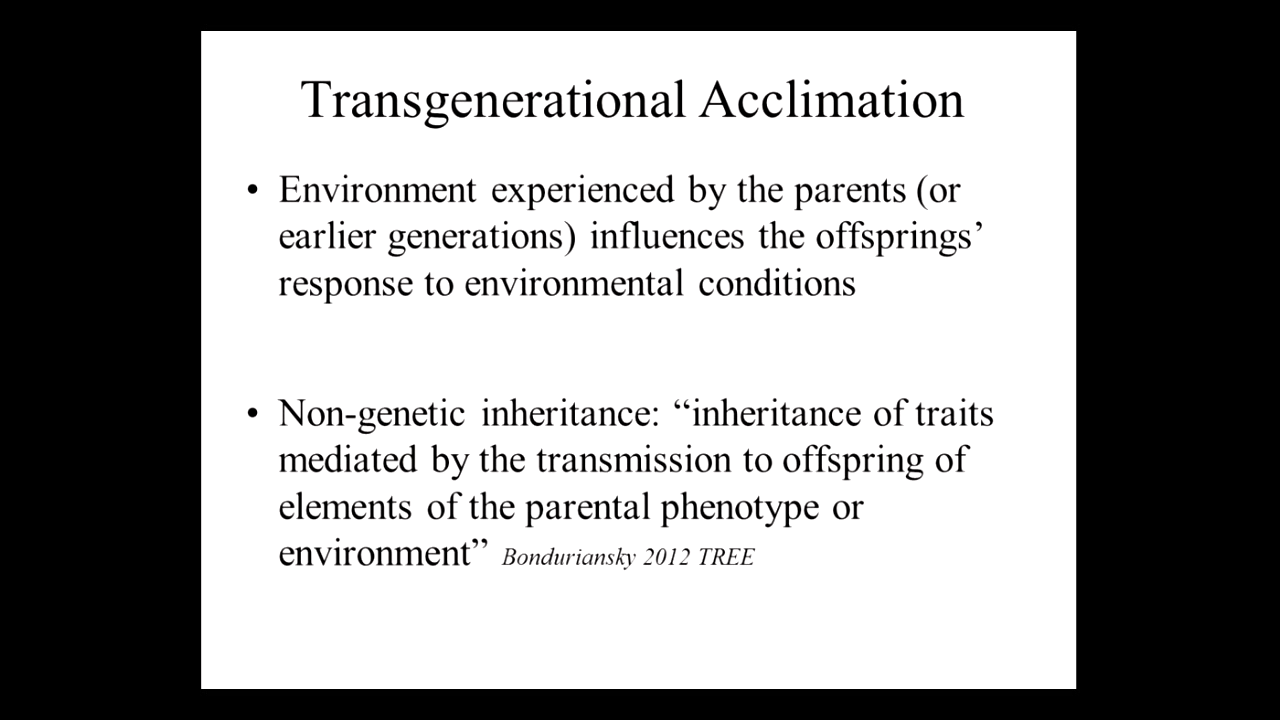 Transgenerational Acclimation
• Environment experienced by the parents (or
earlier generations) influences the offsprings’
response to environmental conditions
• Non-genetic inheritance: “inheritance of traits
mediated by the transmission to offspring of
elements of the parental phenotype or
environment” Bonduriansky 2012 TREE